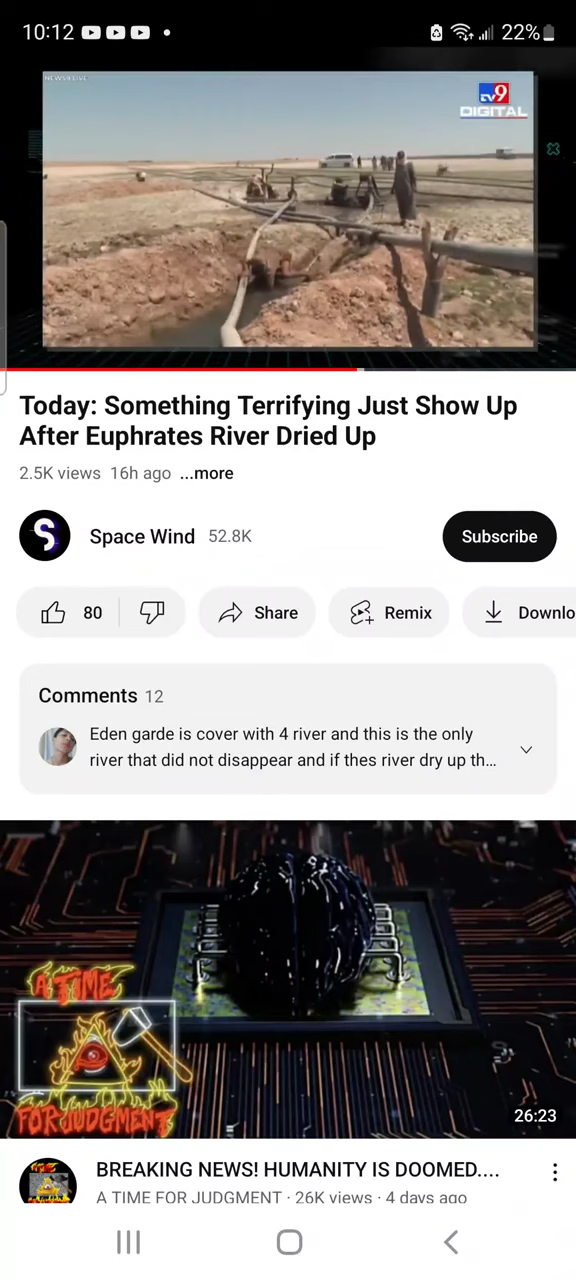 10:12
22%
NEWS9 LIVE
tv9
DIGITAL
Today: Something Terrifying Just Show Up
After Euphrates River Dried Up
2.5K views 16h ago ...more
Space Wind 52.8K
Subscribe
80
Share
Remix
Downlo
Comments 12
Eden garde is cover with 4 river and this is the only
river that did not disappear and if thes river dry up th...
A TIME
FOR JUDGMENT
26:23
BREAKING NEWS! HUMANITY IS DOOMED....
A TIME FOR JUDGMENT · 26K views · 4 days ago